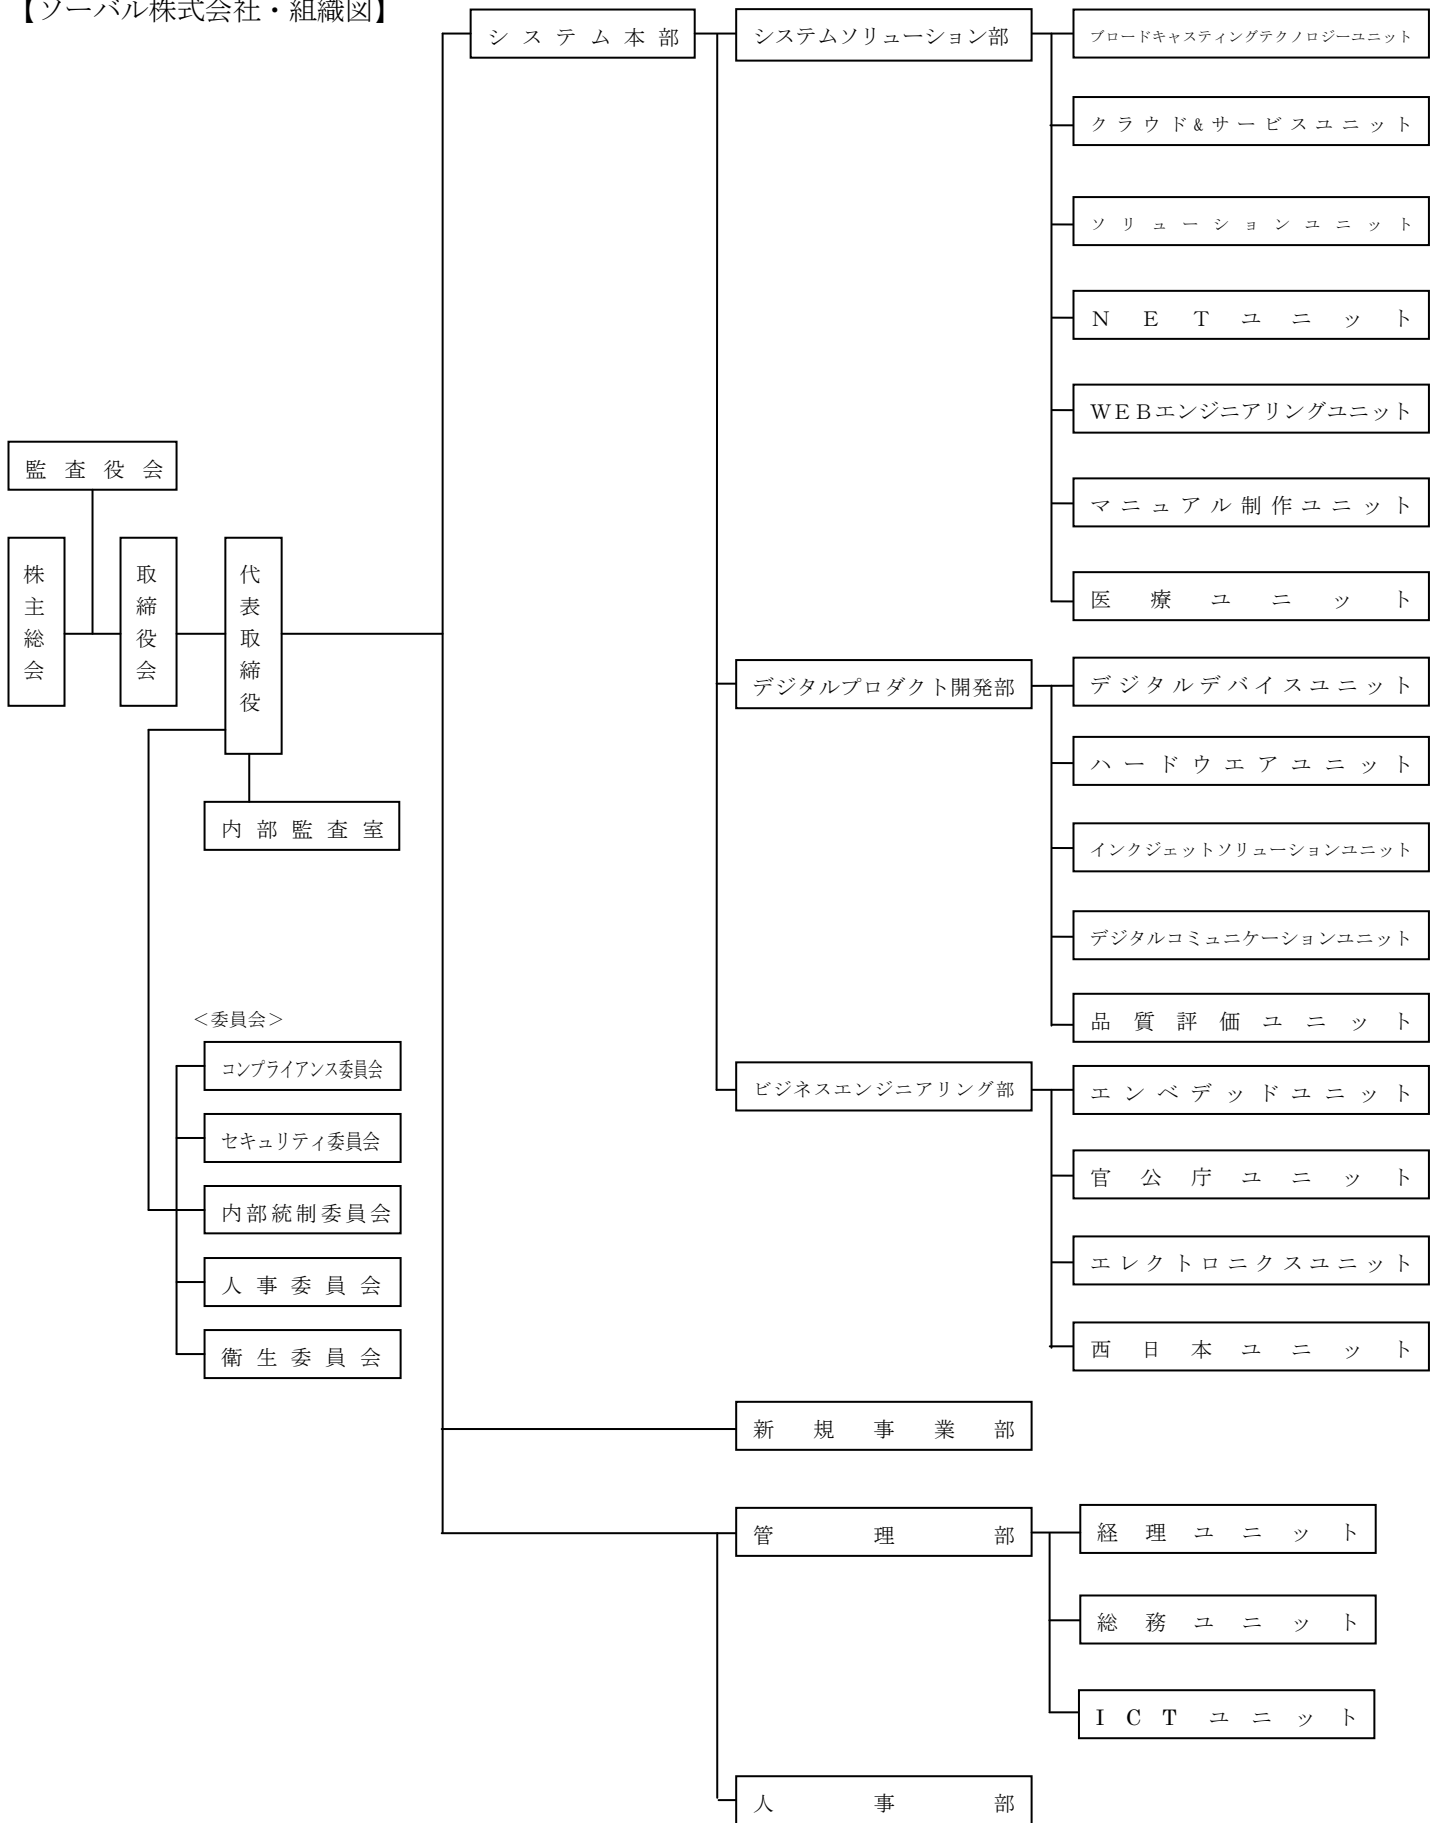 【ソーバル株式会社・組織図】
システム本部
システムソリューション部
ブロードキャスティングテクノロジーユニット
クラウド&サービスユニット
ソリューションユニット
ＮＥＴユニット
ＷＥＢエンジニアリングユニット
マニュアル制作ユニット
医療ユニット
監査役会
株主総会
取締役会
代表取締役
内部監査室
デジタルプロダクト開発部
デジタルデバイスユニット
ハードウエアユニット
インクジェットソリューションユニット
デジタルコミュニケーションユニット
品質評価ユニット
＜委員会＞
コンプライアンス委員会
セキュリティ委員会
内部統制委員会
人事委員会
衛生委員会
ビジネスエンジニアリング部
エンベデッドユニット
官公庁ユニット
エレクトロニクスユニット
西日本ユニット
新規事業部
管理部
経理ユニット
総務ユニット
ＩＣＴユニット
人事部